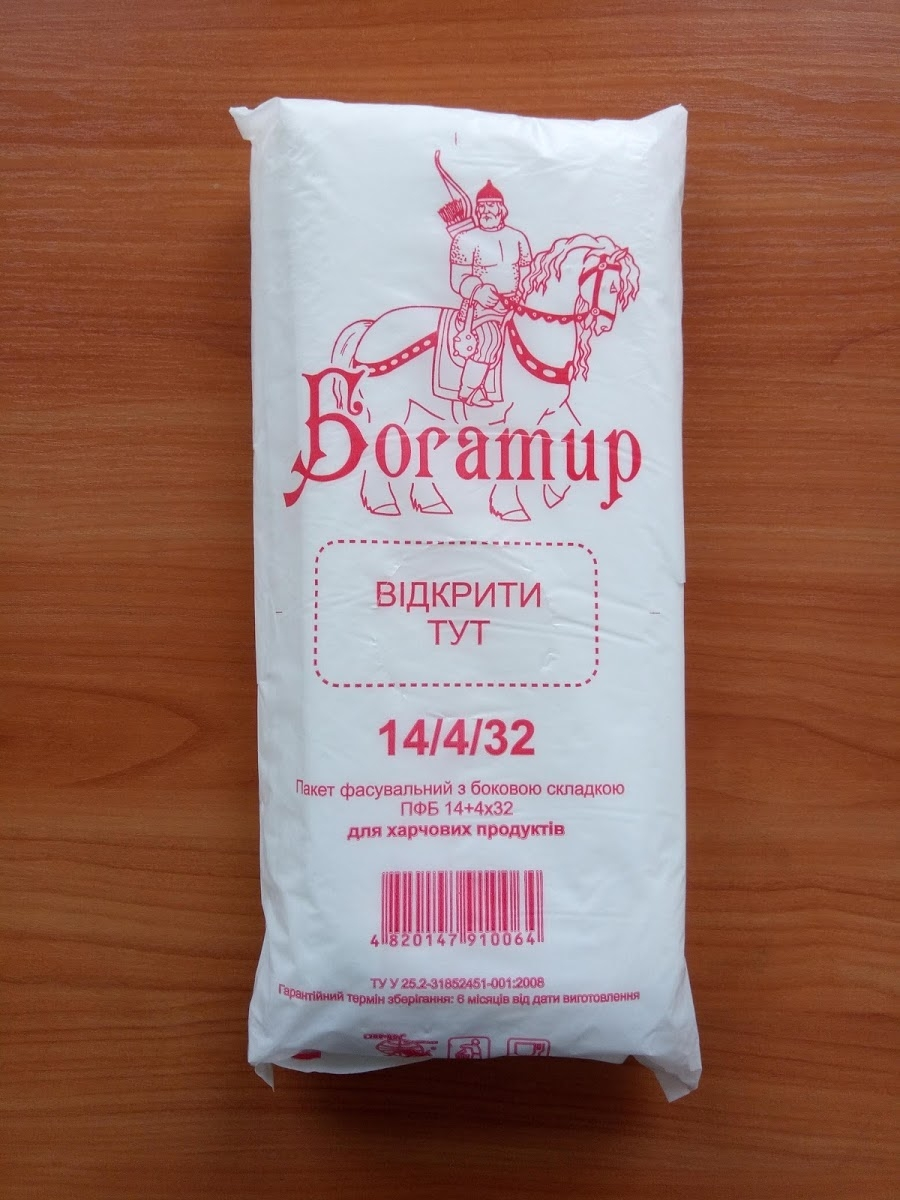 Богатир
ВІДКРИТИ
ТУТ
14/4/32
Пакет фасувальний з боковою складкою
ПФБ 14+4х32
для харчових продуктів
4 820147 910064
ТУ У 25.2-31852451-001:2008
Гарантійний термін зберігання: 6 місяців від дати виготовлення